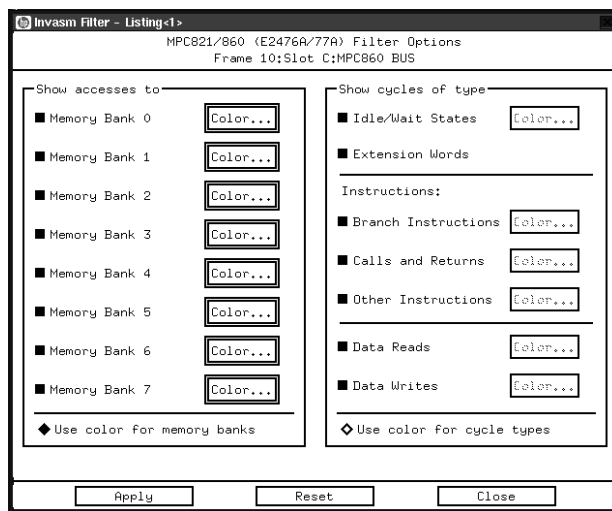 Invasm Filter - Listing<1>
MPC821/860 (E2476A/77A) Filter Options
Frame 10:Slot C:MPC860 BUS
Show accesses to
Memory Bank 0 Color...
Memory Bank 1 Color...
Memory Bank 2 Color...
Memory Bank 3 Color...
Memory Bank 4 Color...
Memory Bank 5 Color...
Memory Bank 6 Color...
Memory Bank 7 Color...
Use color for memory banks
Show cycles of type
Idle/Wait States Color...
Extension Words
Instructions:
Branch Instructions Color...
Calls and Returns Color...
Other Instructions Color...
Data Reads Color...
Data Writes Color...
Use color for cycle types
Apply Reset Close